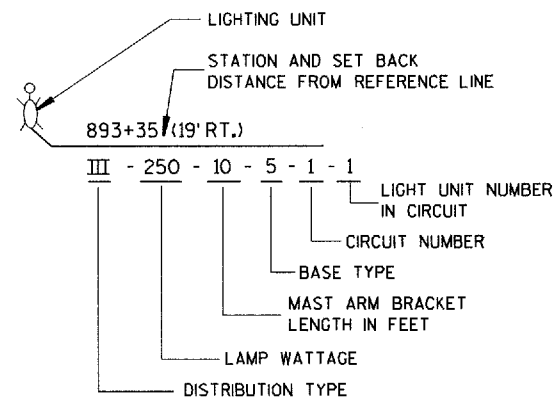 LIGHTING UNIT
STATION AND SET BACK
DISTANCE FROM REFERENCE LINE
893+35 (19' RT.)
III - 250 - 10 - 5 - 1 - 1
LIGHT UNIT NUMBER
IN CIRCUIT
CIRCUIT NUMBER
BASE TYPE
MAST ARM BRACKET
LENGTH IN FEET
LAMP WATTAGE
DISTRIBUTION TYPE